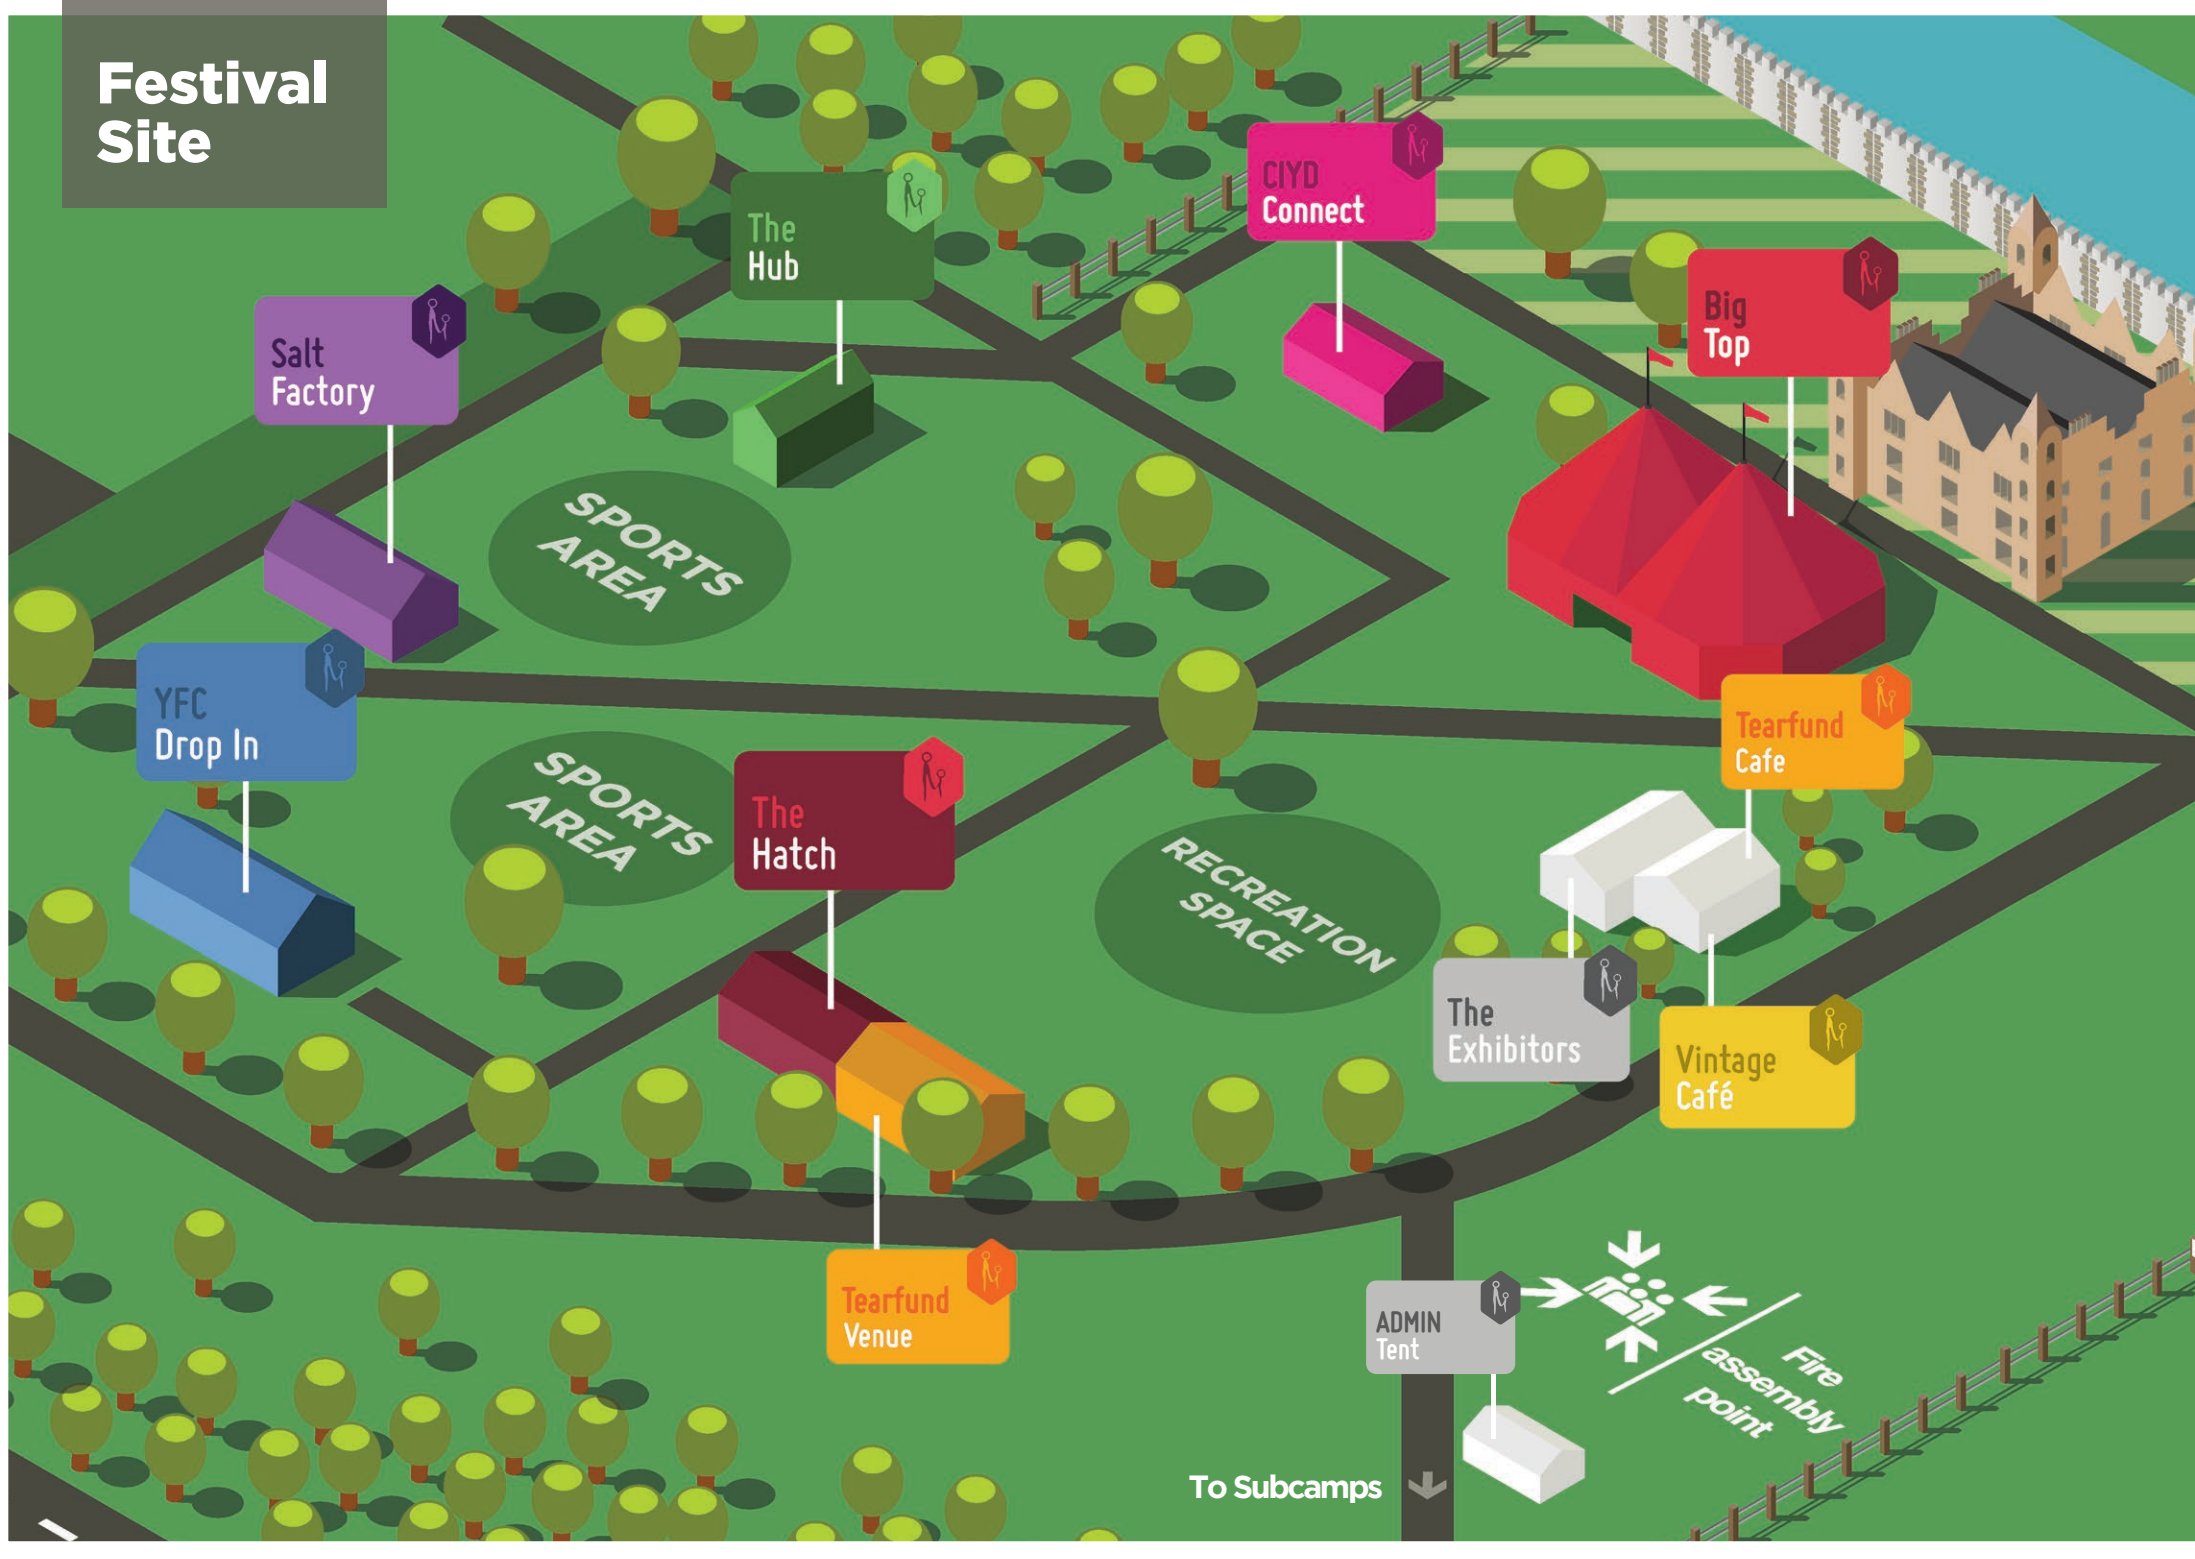 Festival
Site
CIYD
Connect
The
Hub
Big
Top
Salt
Factory
SPORTS
AREA
YFC
Drop In
Tearfund
Cafe
SPORTS
AREA
The
Hatch
RECREATION
SPACE
The
Exhibitors
Vintage
Café
Tearfund
Venue
ADMIN
Tent
Fire
assembly
point
To Subcamps